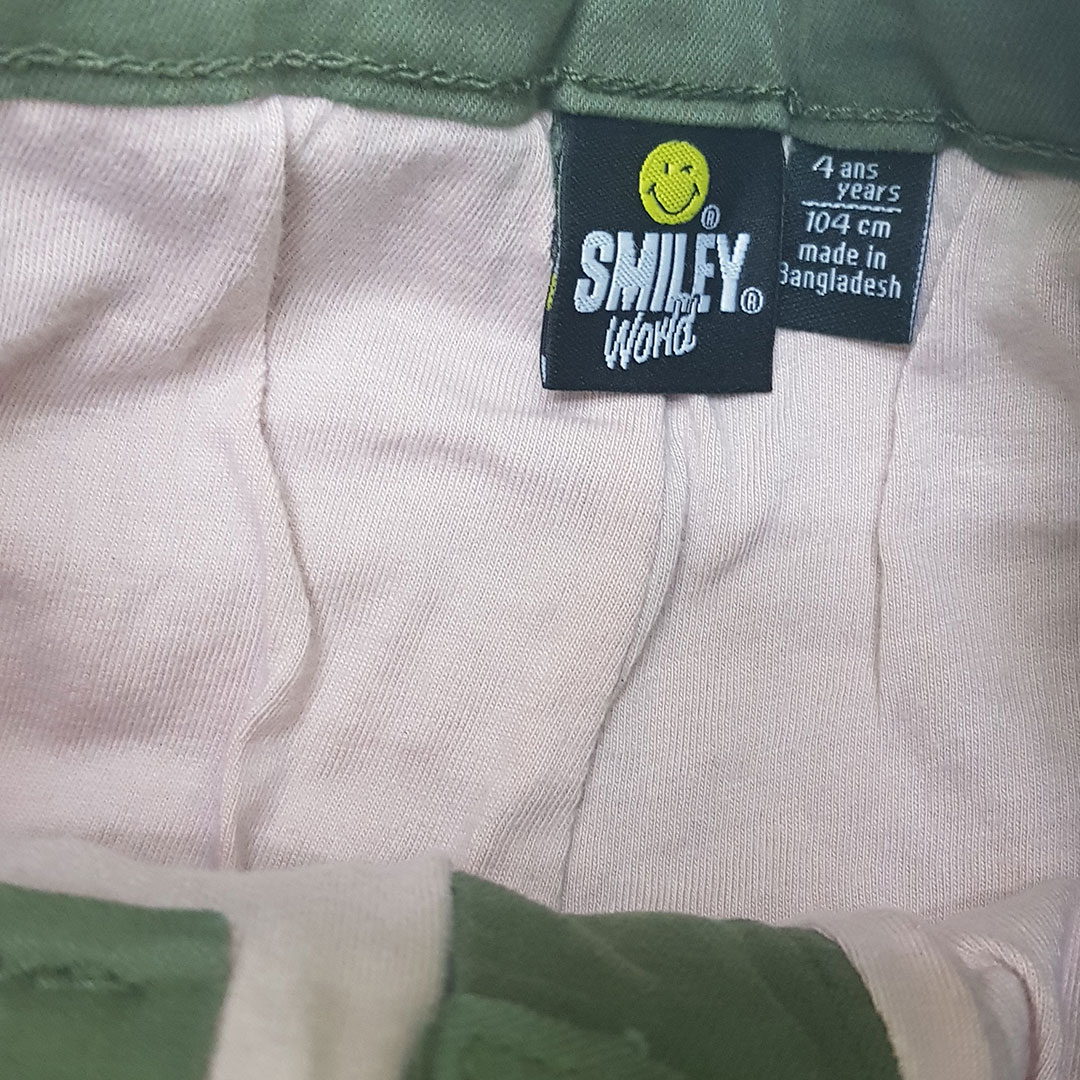 ®
SMILEY®
World
4 ans
years
104 cm
made in
Bangladesh